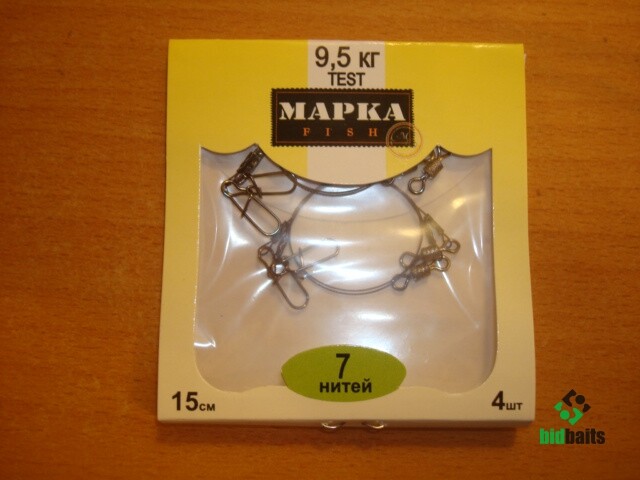 9,5 кг
TEST
МАРКА
FISH
7
нитей
15см
4шт
bidbaits